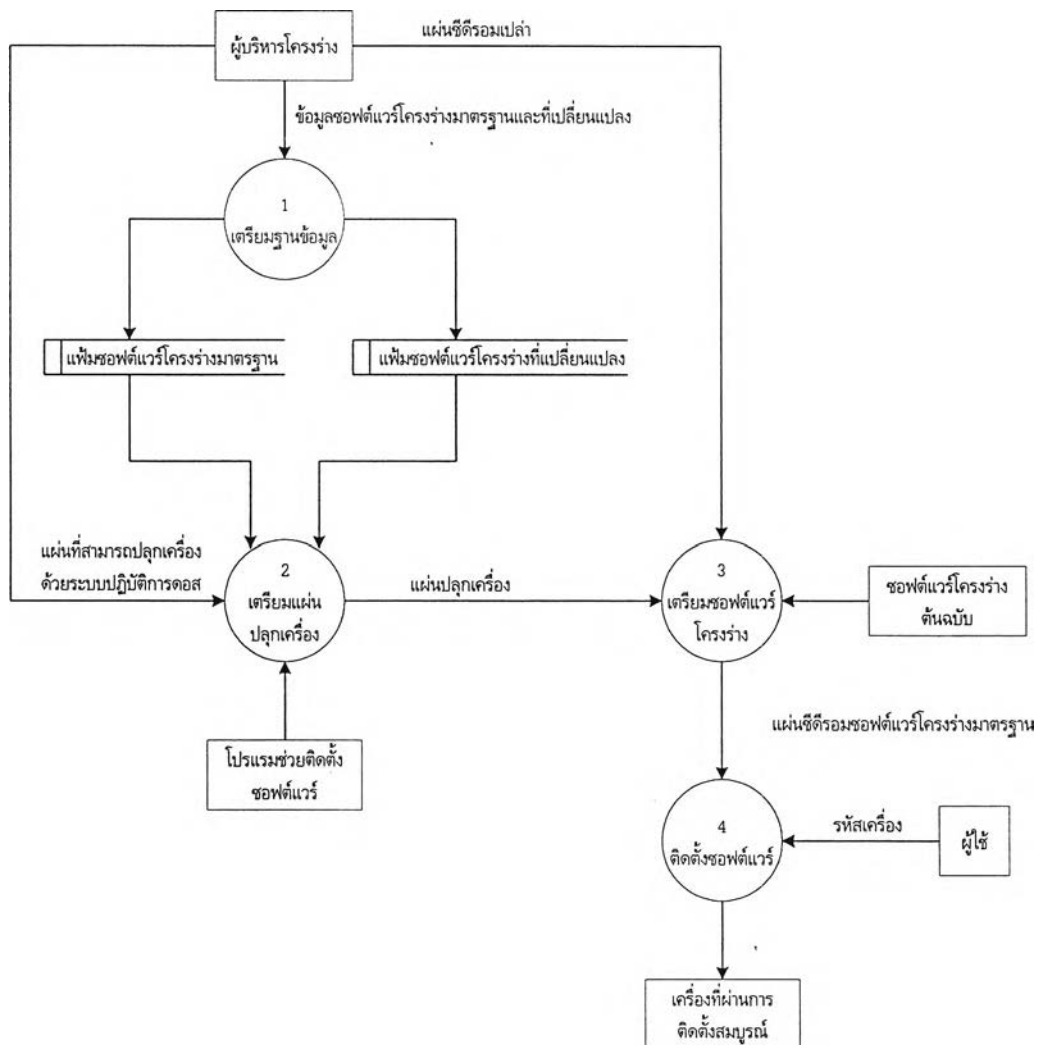 แผ่นซีดีรอมเปล่า
ผู้บริหารโครงร่าง
ข้อมูลซอฟต์แวร์โครงร่างมาตรฐานและที่เปลี่ยนแปลง
1
เตรียมฐานข้อมูล
แฟ้มซอฟต์แวร์โครงร่างมาตรฐาน
แฟ้มซอฟต์แวร์โครงร่างที่เปลี่ยนแปลง
แผ่นที่สามารถปลุกเครื่อง
ด้วยระบบปฏิบัติการดอส
2
เตรียมแผ่น
ปลุกเครื่อง
แผ่นปลุกเครื่อง
3
เตรียมซอฟต์แวร์
โครงร่าง
ซอฟต์แวร์โครงร่าง
ต้นฉบับ
แผ่นซีดีรอมซอฟต์แวร์โครงร่างมาตรฐาน
โปรแรมช่วยติดตั้ง
ซอฟต์แวร์
4
ติดตั้งซอฟต์แวร์
รหัสเครื่อง
ผู้ใช้
เครื่องที่ผ่านการ
ติดตั้งสมบูรณ์